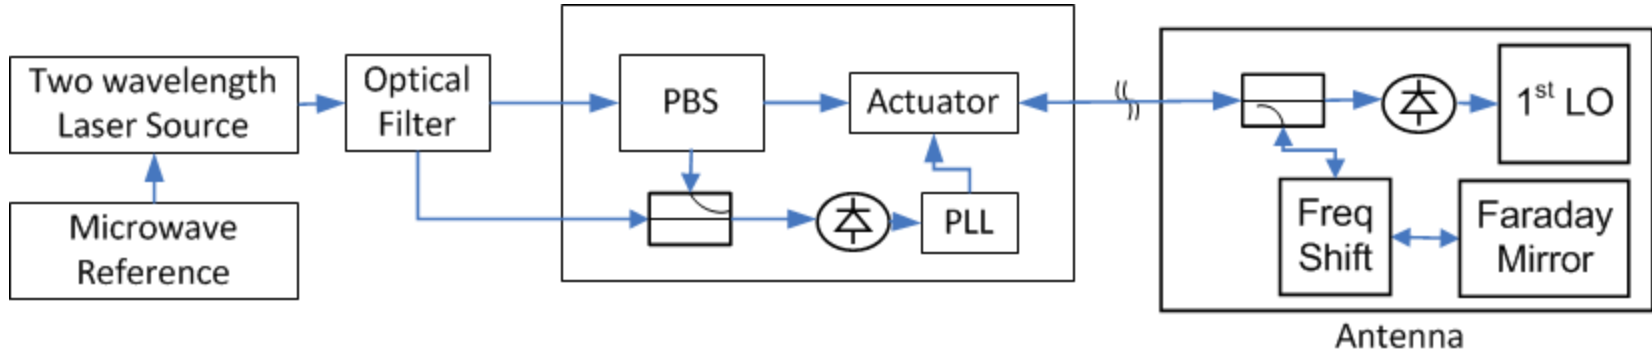 Two wavelength
Laser Source
Microwave
Reference
Optical
Filter
PBS
Actuator
PLL
1st LO
Freq
Shift
Faraday
Mirror
Antenna